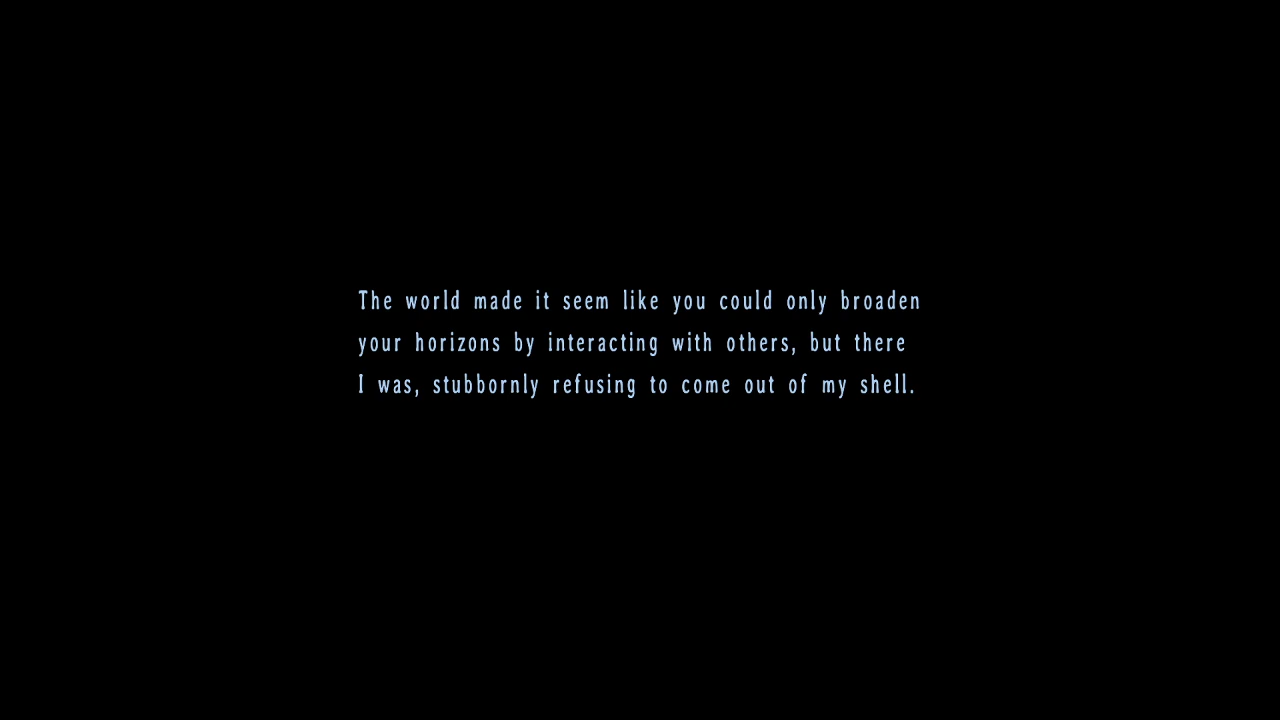 The world made it seem like you could only broaden
your horizons by interacting with others, but there
I was, stubbornly refusing to come out of my shell.